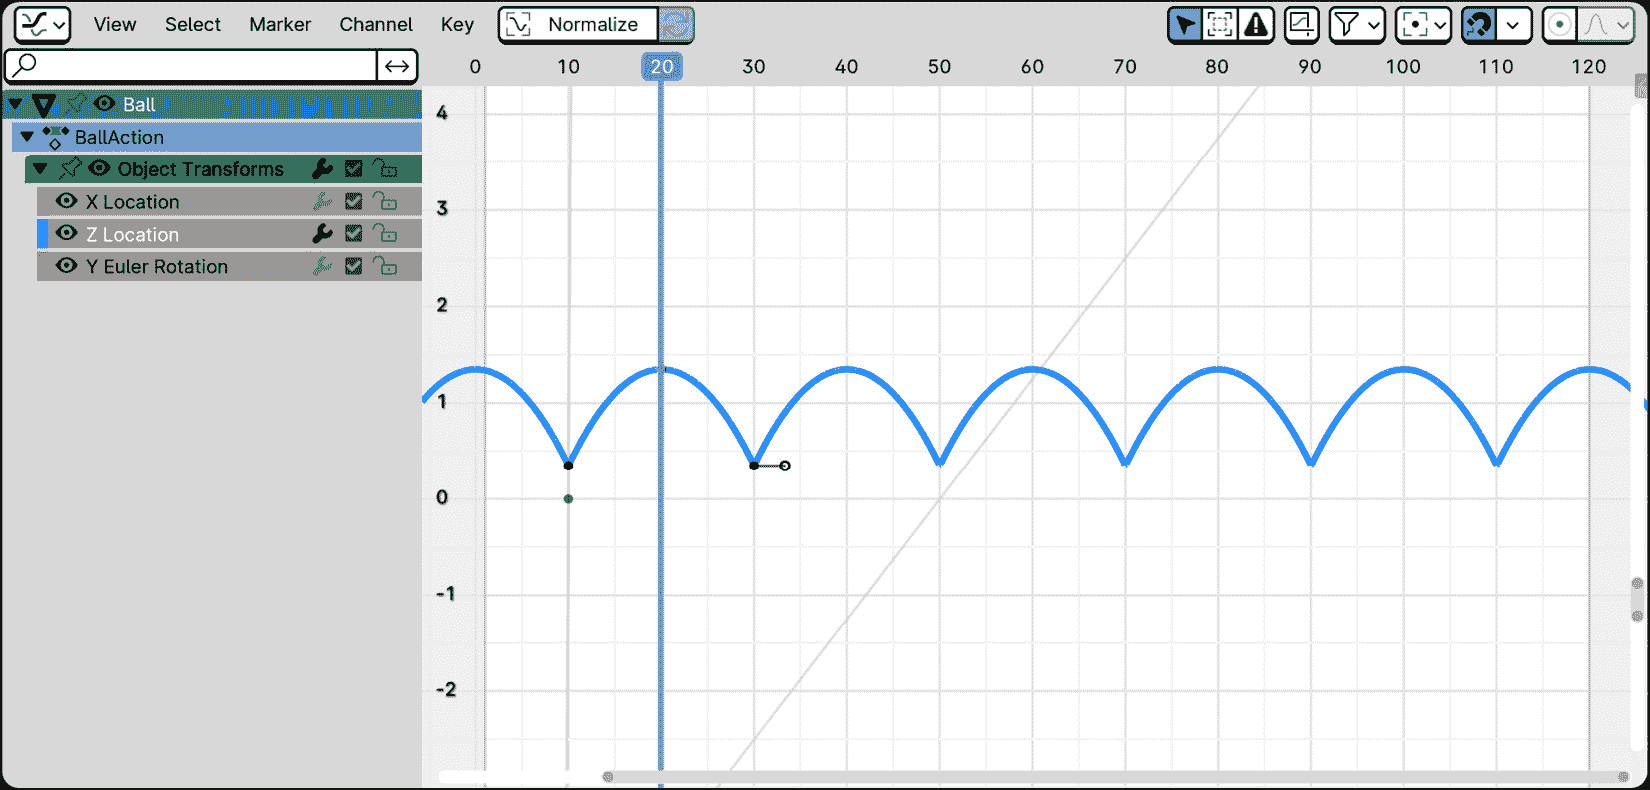 View Select Marker Channel Key Normalize
0 10 20 30 40 50 60 70 80 90 100 110 120
Ball
BallAction
Object Transforms
X Location
Z Location
Y Euler Rotation
4
3
2
1
0
-1
-2